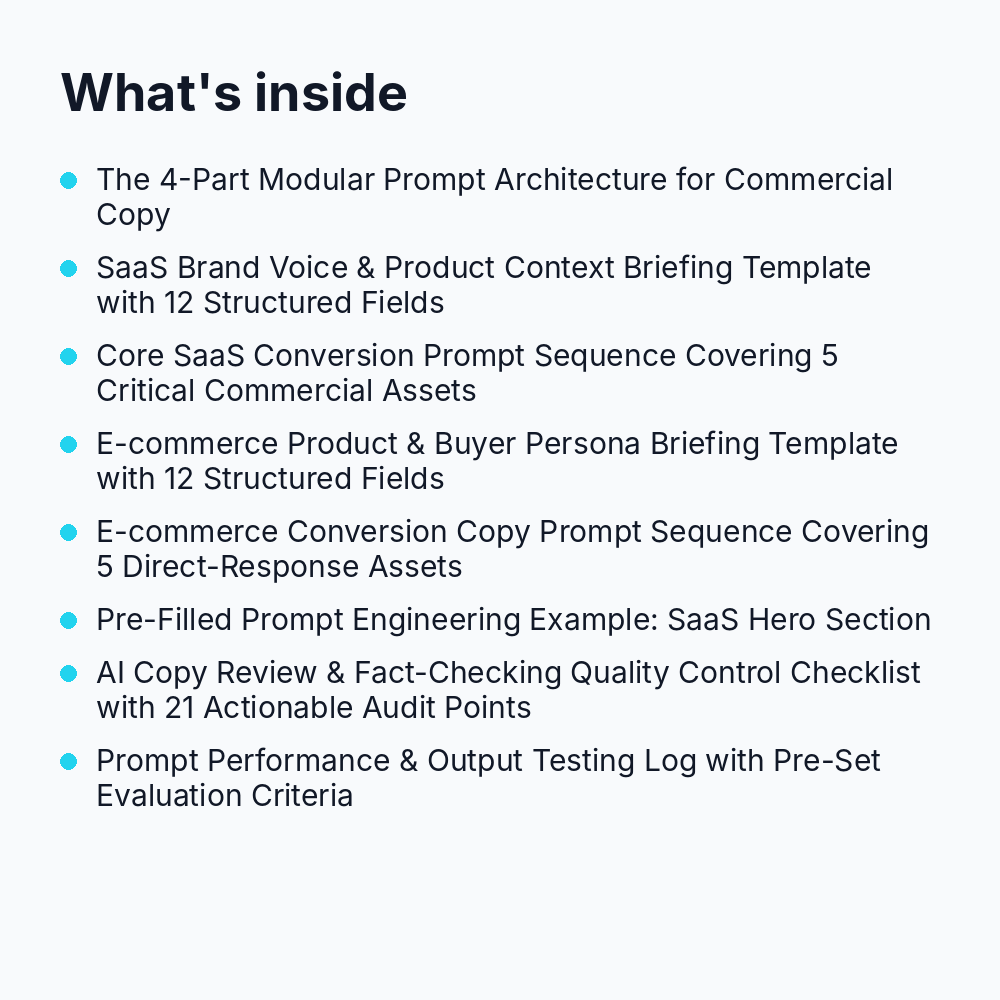 What's inside
The 4-Part Modular Prompt Architecture for Commercial
Copy
SaaS Brand Voice & Product Context Briefing Template
with 12 Structured Fields
Core SaaS Conversion Prompt Sequence Covering 5
Critical Commercial Assets
E-commerce Product & Buyer Persona Briefing Template
with 12 Structured Fields
E-commerce Conversion Copy Prompt Sequence Covering
5 Direct-Response Assets
Pre-Filled Prompt Engineering Example: SaaS Hero Section
AI Copy Review & Fact-Checking Quality Control Checklist
with 21 Actionable Audit Points
Prompt Performance & Output Testing Log with Pre-Set
Evaluation Criteria